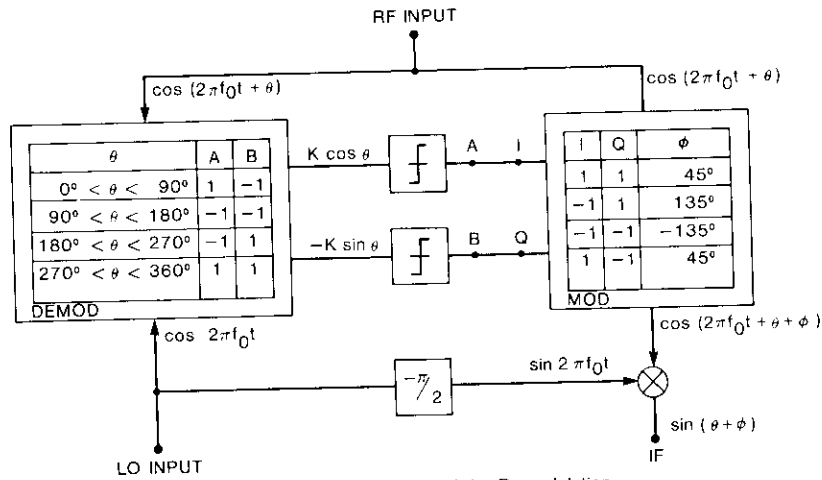 RF INPUT
cos (2πf₀t + θ)
cos (2πf₀t + θ)
θ A B
0° < θ < 90° 1 -1
90° < θ < 180° -1 -1
180° < θ < 270° -1 1
270° < θ < 360° 1 1
DEMOD
K cos θ
A I
-K sin θ
B Q
I Q ϕ
1 1 45°
-1 1 135°
-1 -1 -135°
1 -1 45°
MOD
cos 2πf₀t
cos (2πf₀t + θ + ϕ)
-π/2
sin 2πf₀t
sin (θ+ϕ)
LO INPUT
IF